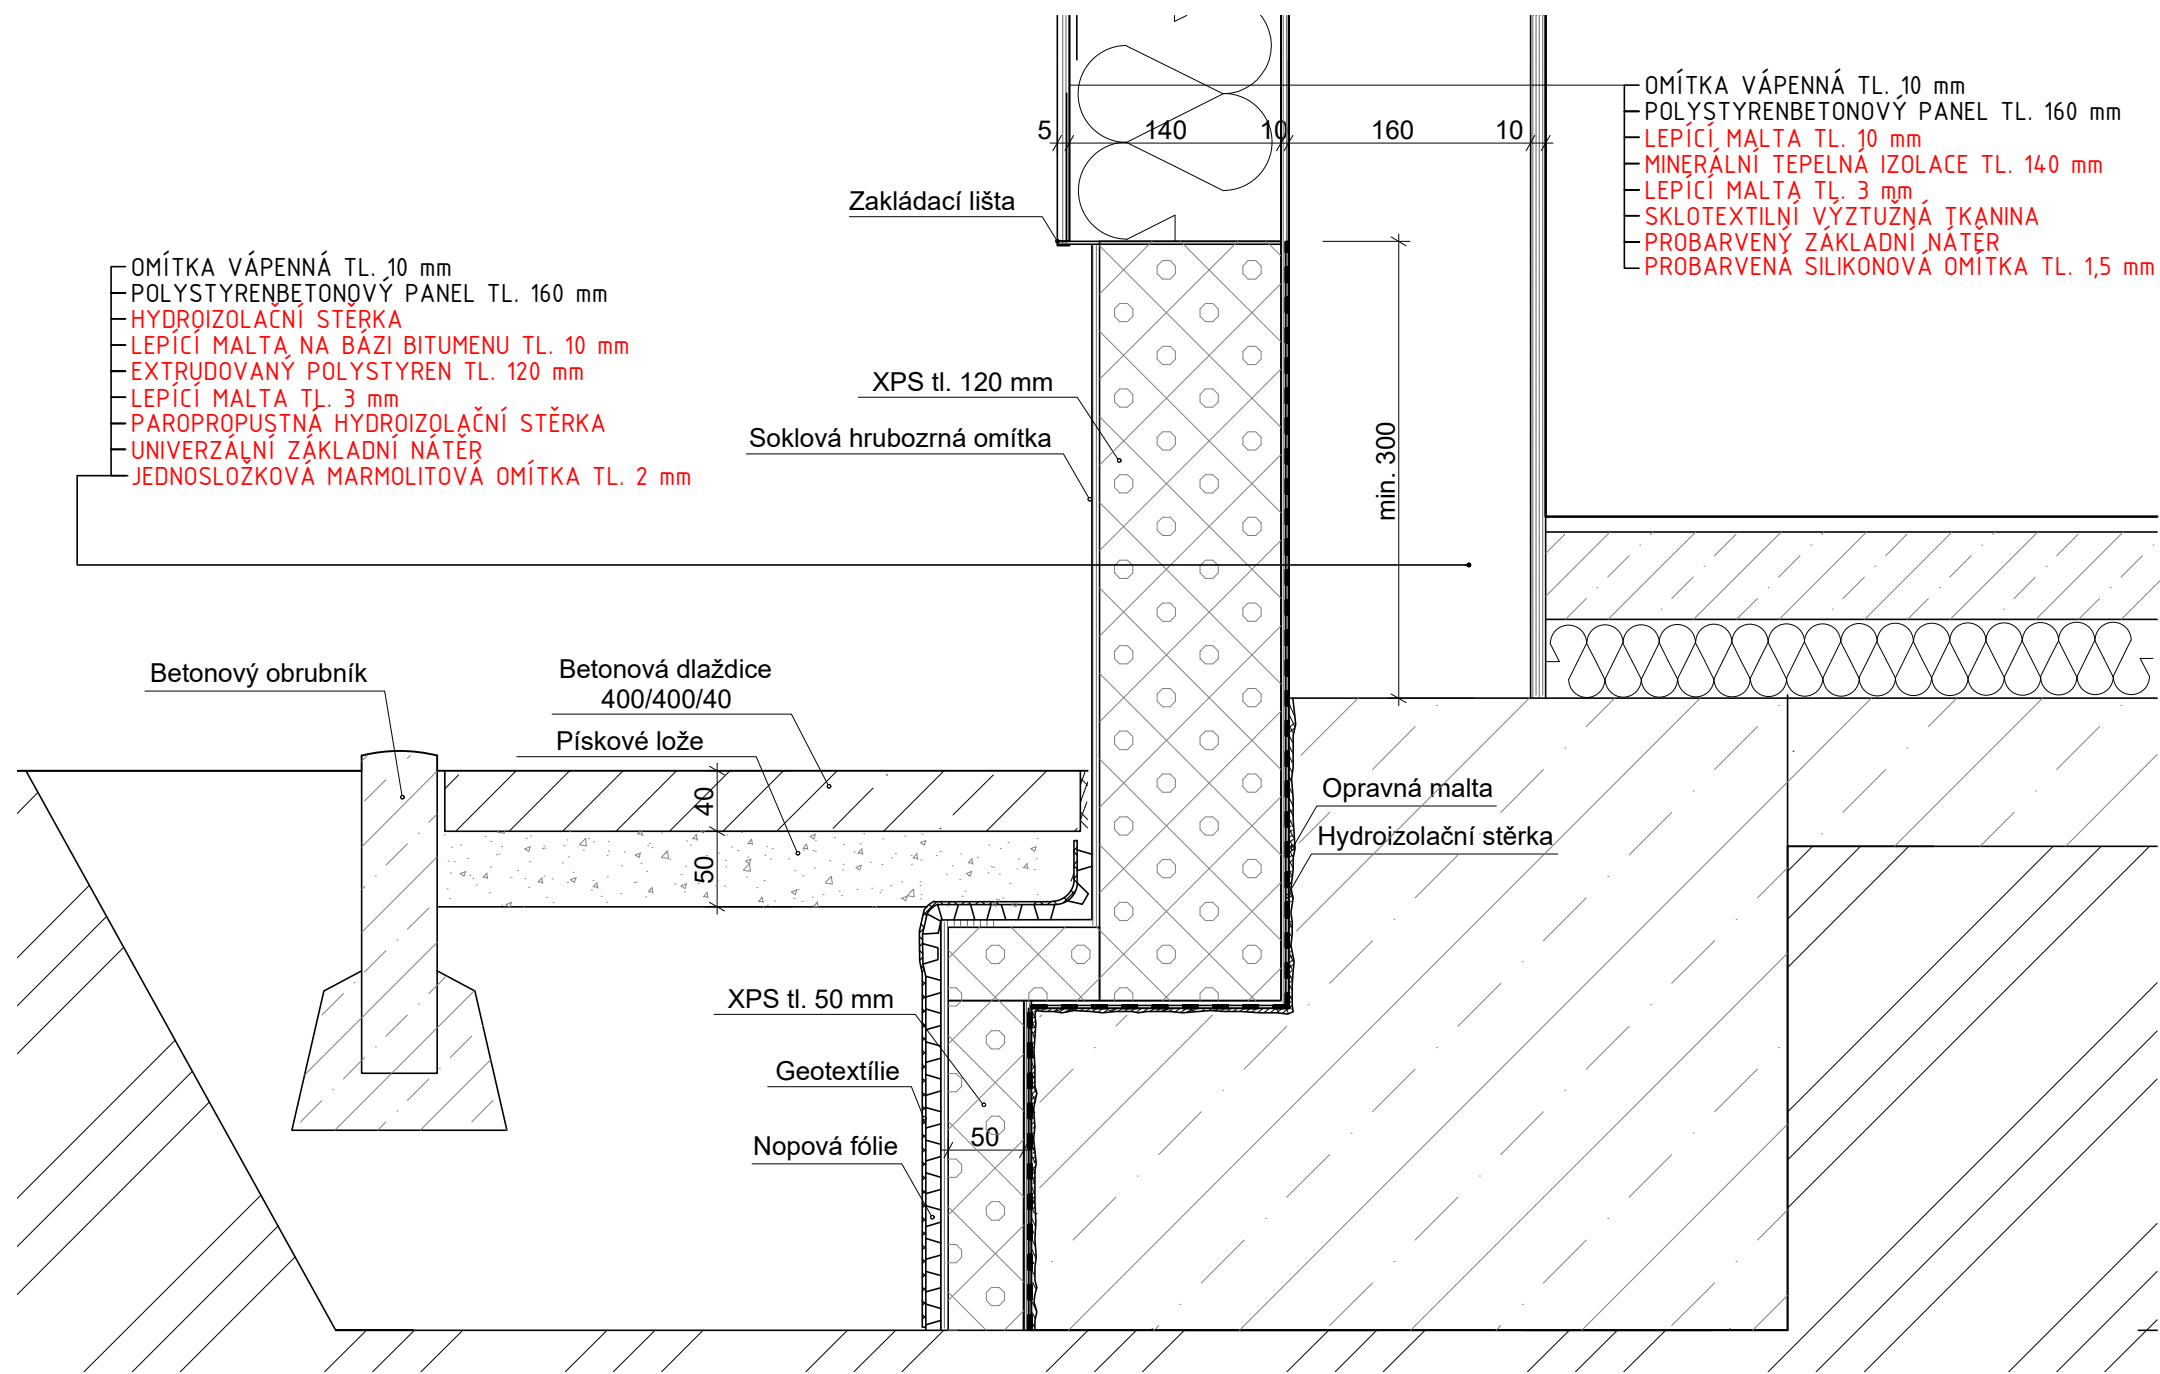 OMÍTKA VÁPENNÁ TL. 10 mm
POLYSTYRENBETONOVÝ PANEL TL. 160 mm
LEPÍCÍ MALTA TL. 10 mm
MINERÁLNÍ TEPELNÁ IZOLACE TL. 140 mm
LEPÍCÍ MALTA TL. 3 mm
SKLOTEXTILNÍ VÝZTUŽNÁ TKANINA
PROBARVENÝ ZÁKLADNÍ NÁTĚR
PROBARVENÁ SILIKONOVÁ OMÍTKA TL. 1,5 mm
5
140
10
160
10
Zakládací lišta
OMÍTKA VÁPENNÁ TL. 10 mm
POLYSTYRENBETONOVÝ PANEL TL. 160 mm
HYDROIZOLAČNÍ STĚRKA
LEPÍCÍ MALTA NA BÁZI BITUMENU TL. 10 mm
EXTRUDOVANÝ POLYSTYREN TL. 120 mm
LEPÍCÍ MALTA TL. 3 mm
PAROPROPUSTNÁ HYDROIZOLAČNÍ STĚRKA
UNIVERZÁLNÍ ZÁKLADNÍ NÁTĚR
JEDNOSLOŽKOVÁ MARMOLITOVÁ OMÍTKA TL. 2 mm
XPS tl. 120 mm
Soklová hrubozrná omítka
min. 300
Betonový obrubník
Betonová dlaždice
400/400/40
Pískové lože
40
50
Opravná malta
Hydroizolační stěrka
XPS tl. 50 mm
Geotextílie
Nopová fólie
50